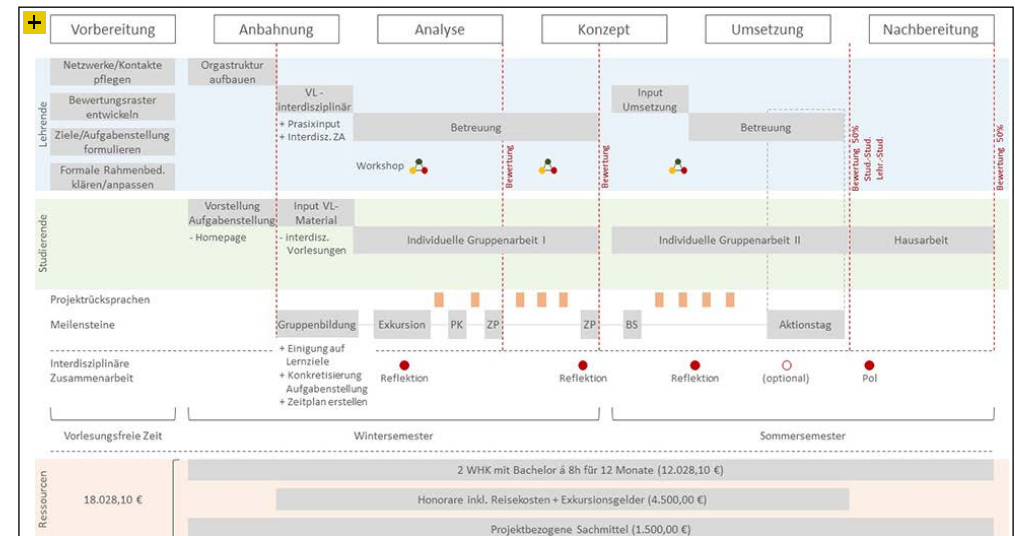 +
Vorbereitung
Anbahnung
Analyse
Konzept
Umsetzung
Nachbereitung
Lehrende
Netzwerke/Kontakte
pflegen
Bewertungsraster
entwickeln
Ziele/Aufgabenstellung
formulieren
Formale Rahmenbed.
klären/anpassen
Orgastruktur
aufbauen
VL -
interdisziplinär
+ Prasixinput
+ Interdisz. ZA
Betreuung
Workshop
Input
Umsetzung
Betreuung
Bewertung
Bewertung
Bewertung 50%
Stud.-Stud.
Lehr.-Stud.
Bewertung 50%
Studierende
Vorstellung
Aufgabenstellung
- Homepage
Input VL-
Material
- interdisz.
Vorlesungen
Individuelle Gruppenarbeit I
Individuelle Gruppenarbeit II
Hausarbeit
Projektrücksprachen
Meilensteine
Gruppenbildung
Exkursion
PK
ZP
ZP
BS
Aktionstag
+ Einigung auf
Lernziele
+ Konkretisierung
Aufgabenstellung
+ Zeitplan erstellen
Interdisziplinäre
Zusammenarbeit
Reflektion
Reflektion
Reflektion
(optional)
PoI
Vorlesungsfreie Zeit
Wintersemester
Sommersemester
Ressourcen
18.028,10 €
2 WHK mit Bachelor á 8h für 12 Monate (12.028,10 €)
Honorare inkl. Reisekosten + Exkursionsgelder (4.500,00 €)
Projektbezogene Sachmittel (1.500,00 €)